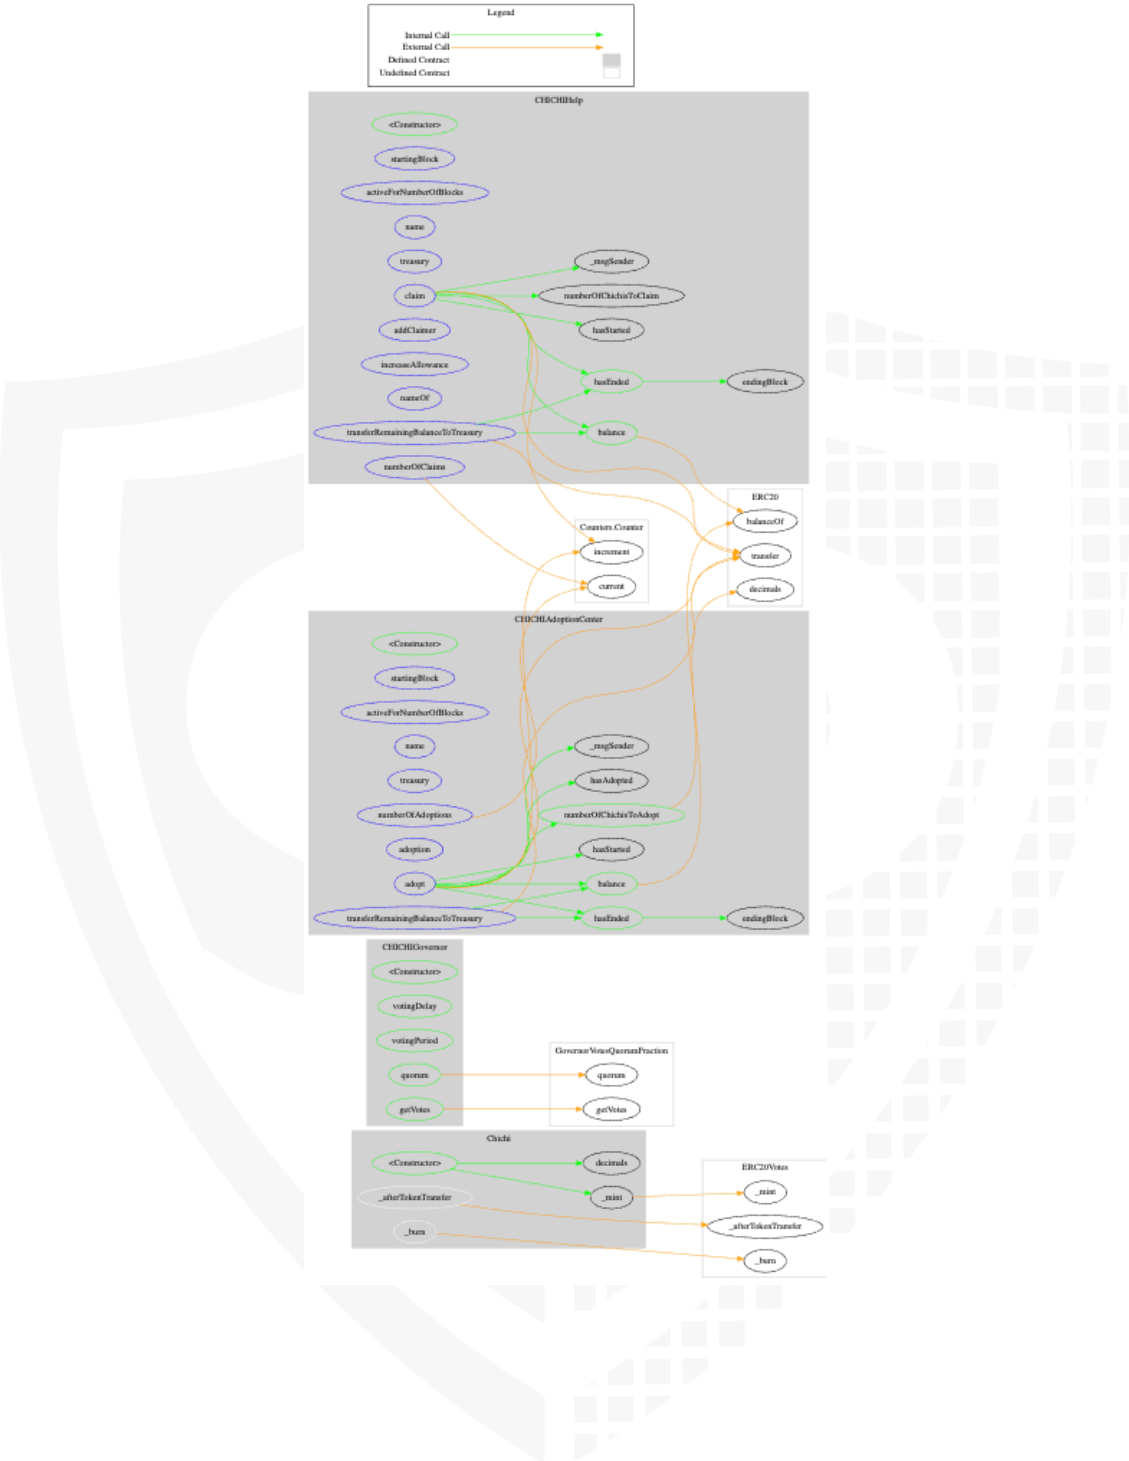 Legend
Internal Call
External Call
Defined Contract
Undefined Contract
CHICHIHelp
<Constructor>
startingBlock
activeForNumberOfBlocks
name
treasury
claim
addClaimer
increaseAllowance
nameOf
transferRemainingBalanceToTreasury
numberOfClaims
_msgSender
numberOfChichisToClaim
hasStarted
hasEnded
balance
endingBlock
Counters.Counter
increment
current
ERC20
balanceOf
transfer
decimals
CHICHIAdoptionCenter
<Constructor>
startingBlock
activeForNumberOfBlocks
name
treasury
numberOfAdoptions
adoption
adopt
transferRemainingBalanceToTreasury
_msgSender
hasAdopted
numberOfChichisToAdopt
hasStarted
balance
hasEnded
endingBlock
CHICHIGovernor
<Constructor>
votingDelay
votingPeriod
quorum
getVotes
GovernorVotesQuorumFraction
quorum
getVotes
Chichi
<Constructor>
_afterTokenTransfer
_burn
decimals
_mint
ERC20Votes
_mint
_afterTokenTransfer
_burn